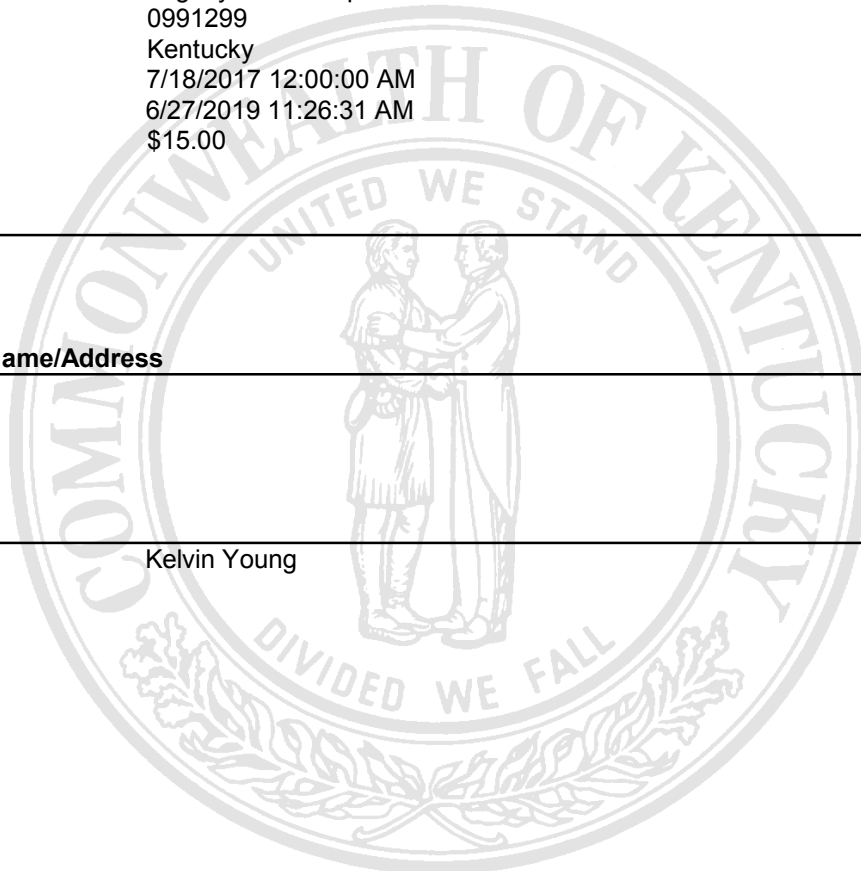 0991299
Kentucky
7/18/2017 12:00:00 AM
6/27/2019 11:26:31 AM
$15.00
COMMONWEALTH OF KENTUCKY
UNITED WE STAND
ame/Address
Kelvin Young
DIVIDED WE FALL